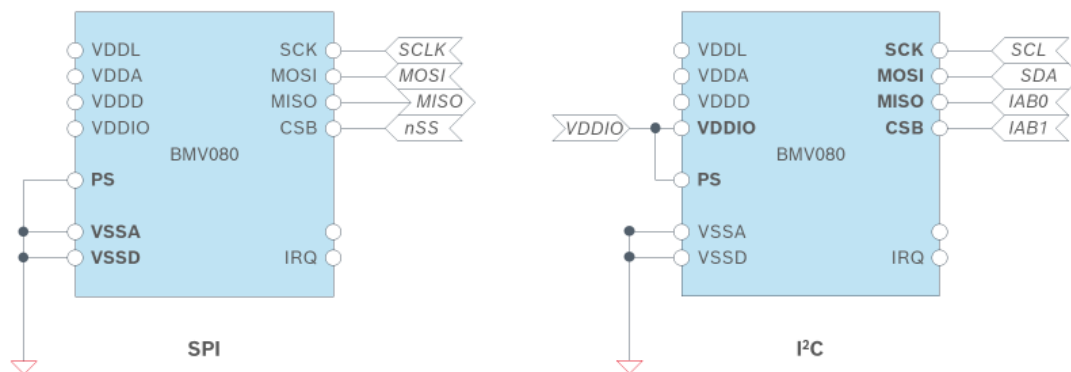 VDDL SCK SCLK
VDDA MOSI MOSI
VDDD MISO MISO
VDDIO CSB nSS
BMV080
PS
VSSA
VSSD IRQ
SPI
VDDL SCK SCL
VDDA MOSI SDA
VDDD MISO IAB0
VDDIO VDDIO CSB IAB1
BMV080
PS
VSSA
VSSD IRQ
I²C